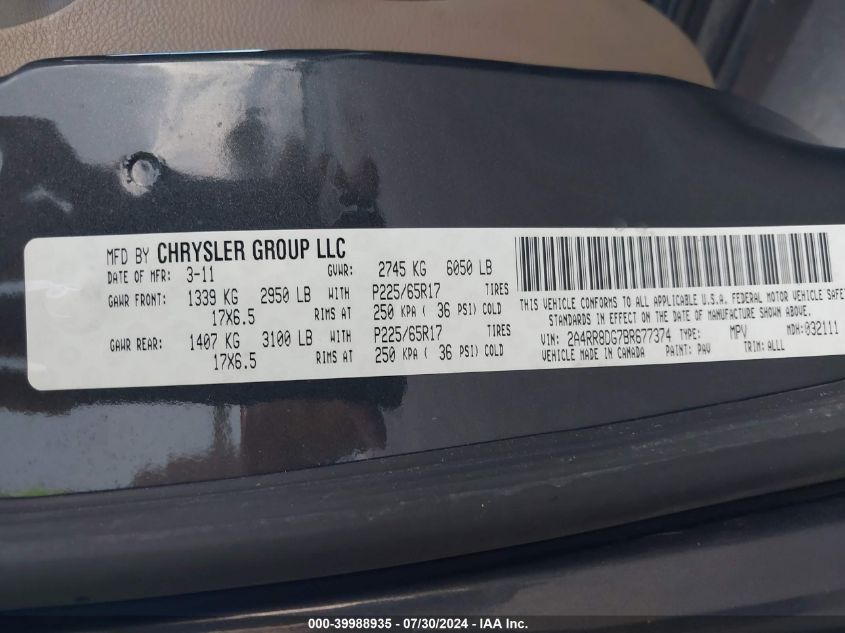 MFD BY CHRYSLER GROUP LLC
DATE OF MFR: 3-11 GVWR: 2745 KG 6050 LB
GAWR FRONT: 1339 KG 2950 LB WITH P225/65R17 TIRES
17X6.5 RIMS AT 250 KPA ( 36 PSI) COLD
GAWR REAR: 1407 KG 3100 LB WITH P225/65R17 TIRES
17X6.5 RIMS AT 250 KPA ( 36 PSI) COLD
THIS VEHICLE CONFORMS TO ALL APPLICABLE U.S.A. FEDERAL MOTOR VEHICLE SAFE
STANDARDS IN EFFECT ON THE DATE OF MANUFACTURE SHOWN ABOVE.
VIN: 2A4RR8DG7BR677374 TYPE: MPV MDH:032111
VEHICLE MADE IN CANADA PAINT: PAV TRIM: ALLL
000-39988935 - 07/30/2024 - IAA Inc.